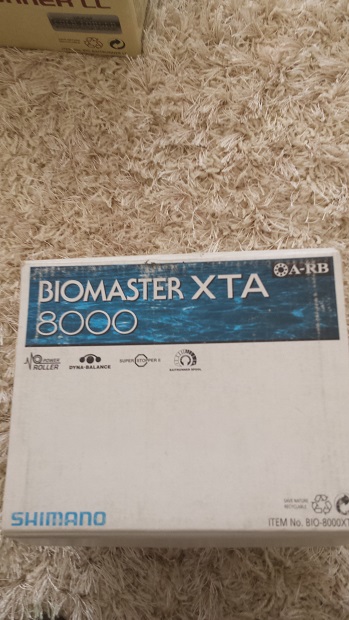 BIOMASTER XTA
8000
A-RB
POWER
ROLLER
DYNA-BALANCE
SUPER STOPPER II
SHIMANO
ITEM No. BIO-8000XT